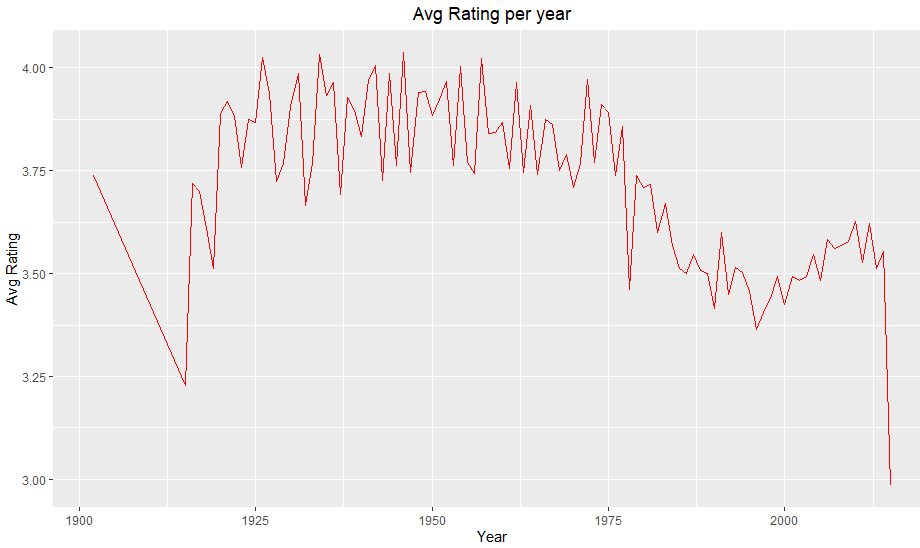 Avg Rating per year
Avg Rating
4.00
3.75
3.50
3.25
3.00
1900 1925 1950 1975 2000
Year